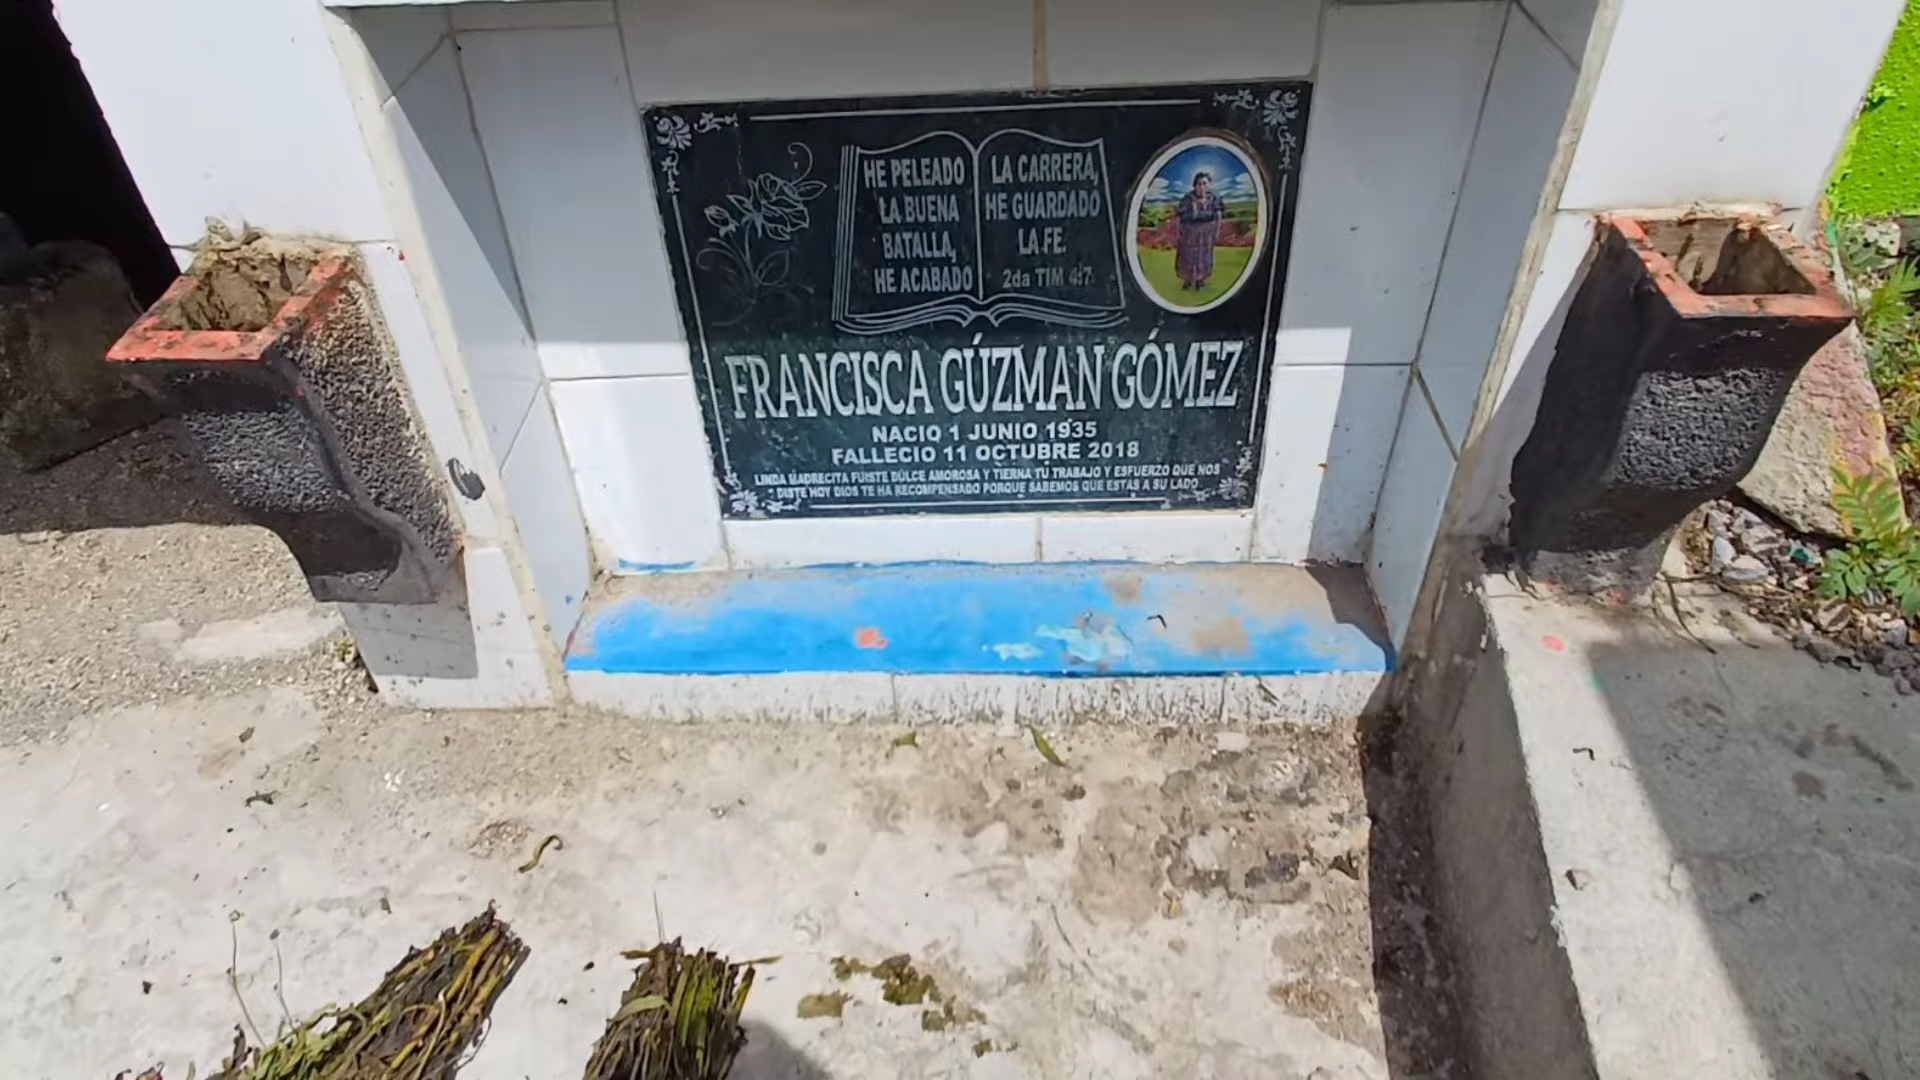 HE PELEADO
LA BUENA
BATALLA,
HE ACABADO
LA CARRERA,
HE GUARDADO
LA FE.
2da TIM 4:7
FRANCISCA GÚZMAN GÓMEZ
NACIO 1 JUNIO 1935
FALLECIO 11 OCTUBRE 2018
LINDA MADRECITA FUISTE DULCE AMOROSA Y TIERNA TU TRABAJO Y ESFUERZO QUE NOS
DISTE HOY DIOS TE HA RECOMPENSADO PORQUE SABEMOS QUE ESTAS A SU LADO